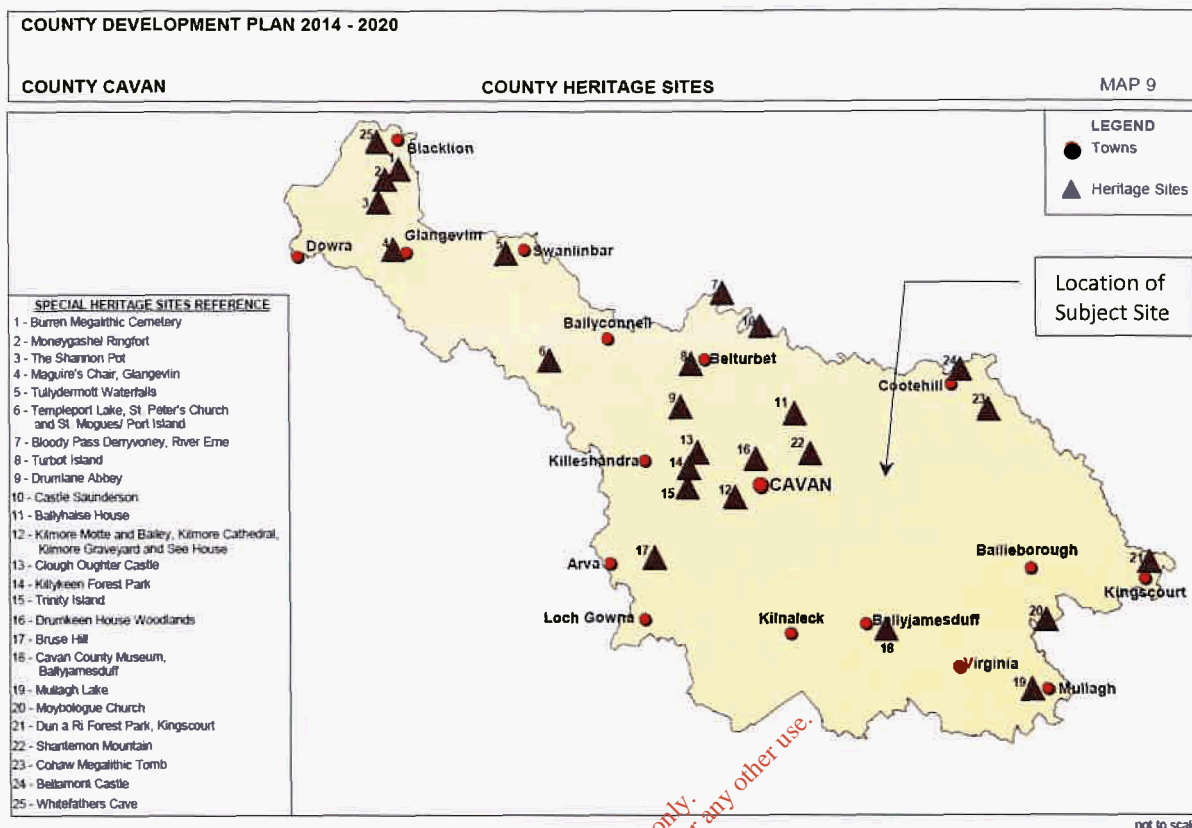 COUNTY DEVELOPMENT PLAN 2014 - 2020
COUNTY CAVAN
COUNTY HERITAGE SITES
MAP 9
LEGEND
Towns
Heritage Sites
Location of
Subject Site
25
Blacklion
1
2
3
4
Glangevlin
Dowra
5
Swanlinbar
7
10
Ballyconnell
6
8
Belturbet
24
Cootehill
23
9
11
13
16
22
Killeshandra
14
15
12
CAVAN
17
Arva
Bailieborough
21
Kingscourt
Loch Gowna
Kilnaleck
Ballyjamesduff
18
20
Virginia
19
Mullagh
SPECIAL HERITAGE SITES REFERENCE
1 - Burren Megalithic Cemetery
2 - Moneygashel Ringfort
3 - The Shannon Pot
4 - Maguire's Chair, Glangevlin
5 - Tullydermott Waterfalls
6 - Templeport Lake, St. Peter's Church
and St. Mogues/ Port Island
7 - Bloody Pass Derryvoney, River Erne
8 - Turbot Island
9 - Drumlane Abbey
10 - Castle Saunderson
11 - Ballyhaise House
12 - Kilmore Motte and Bailey, Kilmore Cathedral,
Kilmore Graveyard and See House
13 - Clough Oughter Castle
14 - Killykeen Forest Park
15 - Trinity Island
16 - Drumkeen House Woodlands
17 - Bruse Hill
18 - Cavan County Museum,
Ballyjamesduff
19 - Mullagh Lake
20 - Moybologue Church
21 - Dun a Ri Forest Park, Kingscourt
22 - Shantemon Mountain
23 - Cohaw Megalithic Tomb
24 - Bellamont Castle
25 - Whitefathers Cave
only.
any other use.
not to scal